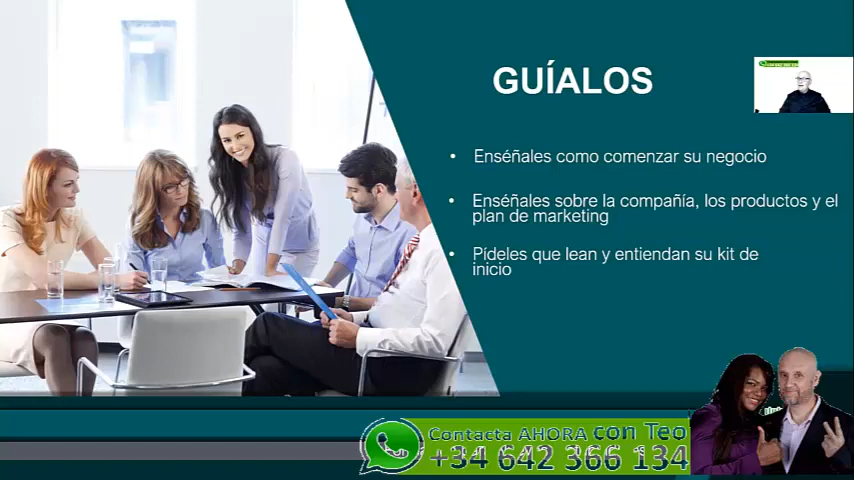 GUÍALOS
Enséñales como comenzar su negocio
Enséñales sobre la compañía, los productos y el
plan de marketing
Pídeles que lean y entiendan su kit de
inicio
Contacta AHORA con Teo
+34 642 366 134